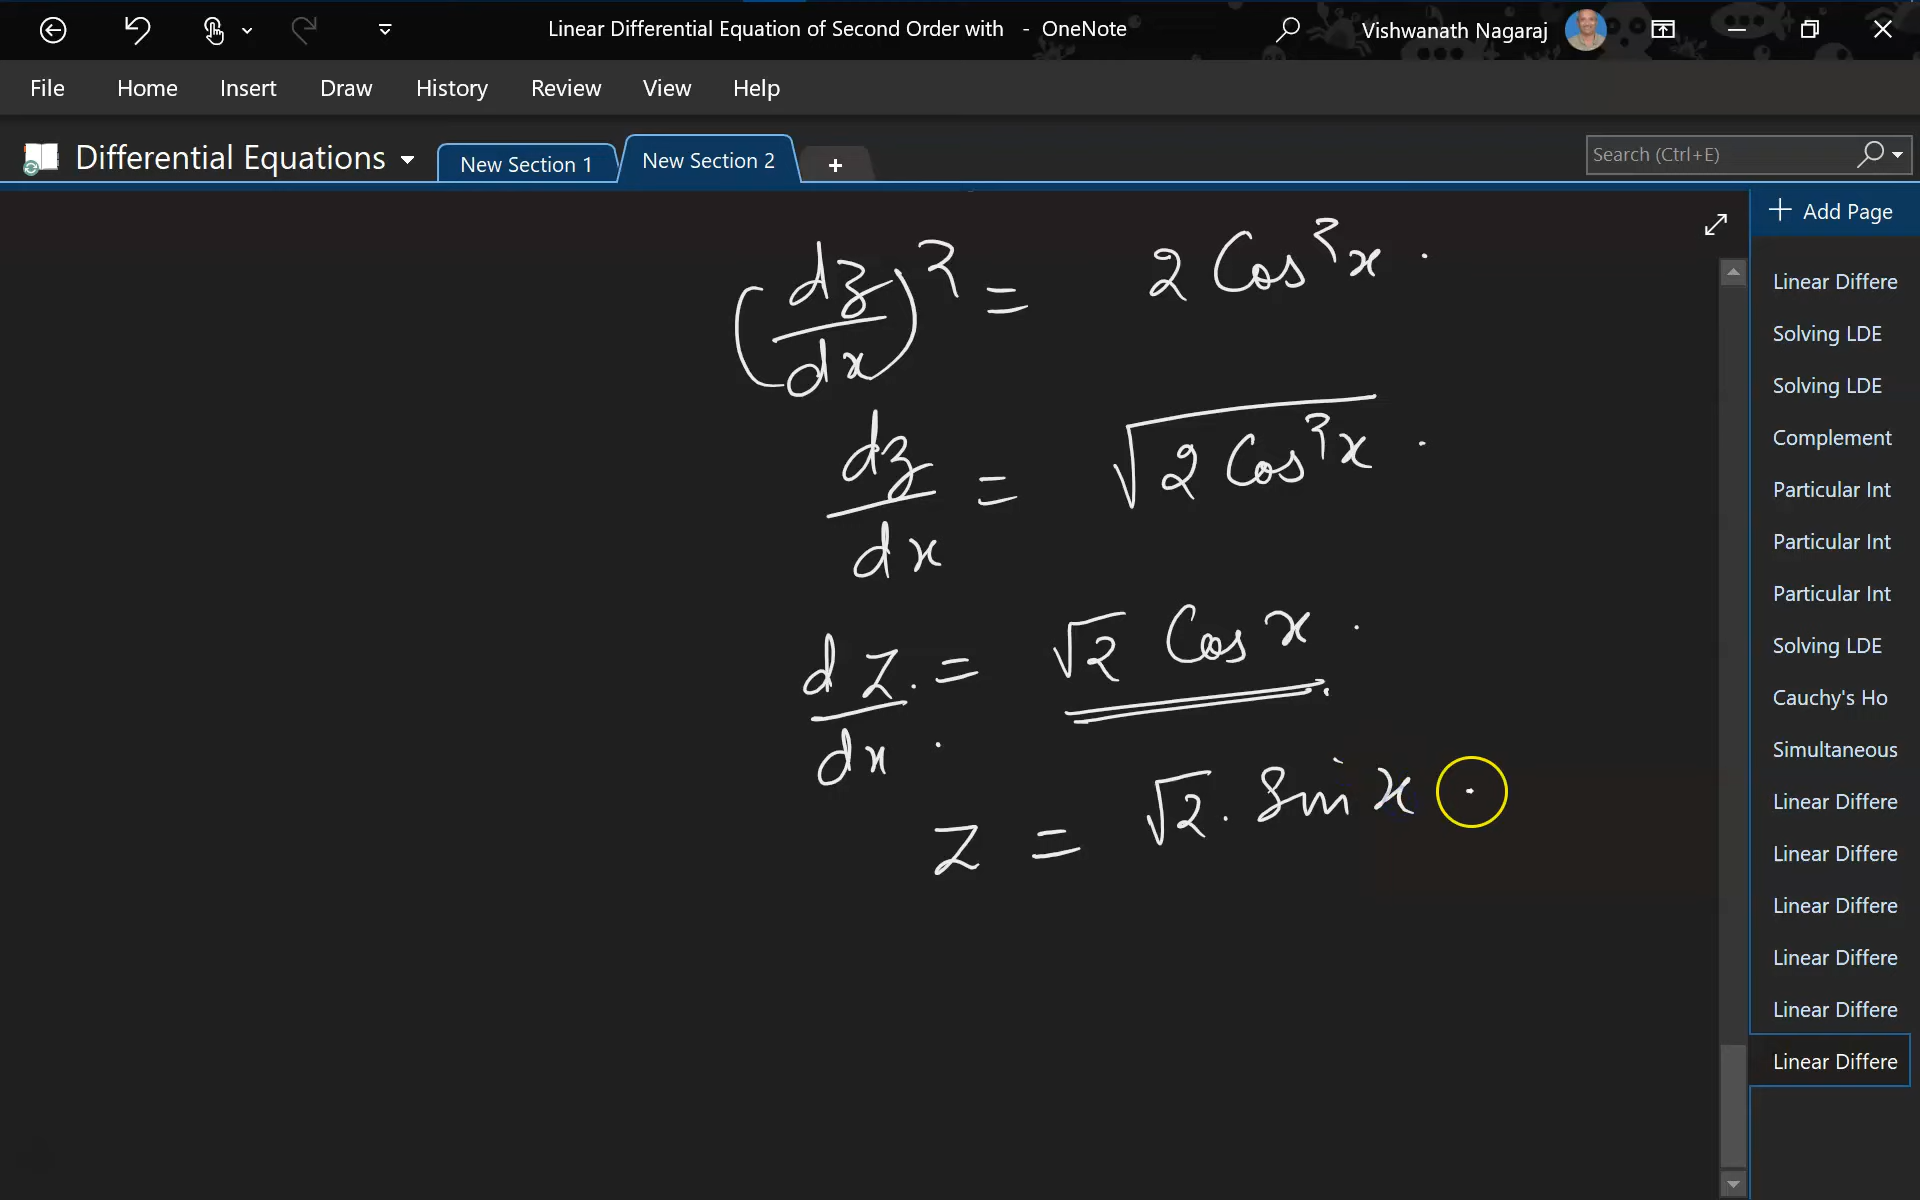 Linear Differential Equation of Second Order with - OneNote
Vishwanath Nagaraj
File Home Insert Draw History Review View Help
Differential Equations
New Section 1
New Section 2
+
Search (Ctrl+E)
+ Add Page
Linear Differe
Solving LDE
Solving LDE
Complement
Particular Int
Particular Int
Particular Int
Solving LDE
Cauchy's Ho
Simultaneous
Linear Differe
Linear Differe
Linear Differe
Linear Differe
Linear Differe
Linear Differe
(dz/dx)² = 2 Cos²x .
dz/dx = √2 Cos²x .
dz/dx = √2 Cos x .
z = √2 . Sin x .